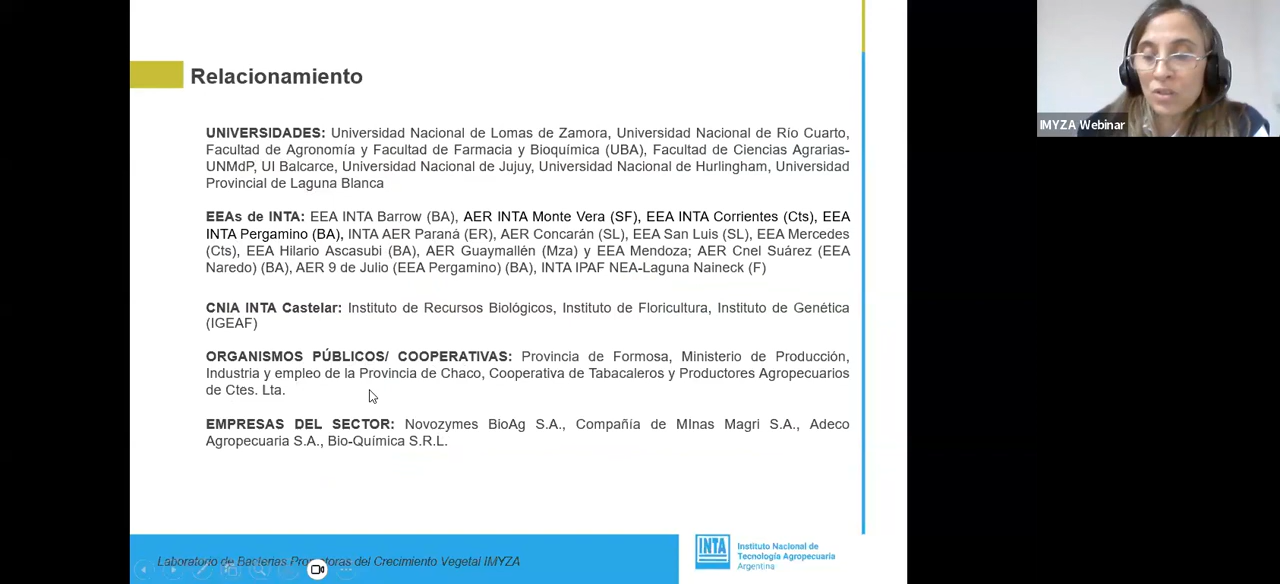 Relacionamiento
UNIVERSIDADES: Universidad Nacional de Lomas de Zamora, Universidad Nacional de Río Cuarto,
Facultad de Agronomía y Facultad de Farmacia y Bioquímica (UBA), Facultad de Ciencias Agrarias-
UNMdP, UI Balcarce, Universidad Nacional de Jujuy, Universidad Nacional de Hurlingham, Universidad
Provincial de Laguna Blanca
EEAs de INTA: EEA INTA Barrow (BA), AER INTA Monte Vera (SF), EEA INTA Corrientes (Cts), EEA
INTA Pergamino (BA), INTA AER Paraná (ER), AER Concarán (SL), EEA San Luis (SL), EEA Mercedes
(Cts), EEA Hilario Ascasubi (BA), AER Guaymallén (Mza) y EEA Mendoza; AER Cnel Suárez (EEA
Naredo) (BA), AER 9 de Julio (EEA Pergamino) (BA), INTA IPAF NEA-Laguna Naineck (F)
CNIA INTA Castelar: Instituto de Recursos Biológicos, Instituto de Floricultura, Instituto de Genética
(IGEAF)
ORGANISMOS PÚBLICOS/ COOPERATIVAS: Provincia de Formosa, Ministerio de Producción,
Industria y empleo de la Provincia de Chaco, Cooperativa de Tabacaleros y Productores Agropecuarios
de Ctes. Lta.
EMPRESAS DEL SECTOR: Novozymes BioAg S.A., Compañía de MInas Magri S.A., Adeco
Agropecuaria S.A., Bio-Química S.R.L.
Laboratorio de Bacterias Promotoras del Crecimiento Vegetal IMYZA
INTA
Instituto Nacional de
Tecnología Agropecuaria
Argentina
IMYZA Webinar